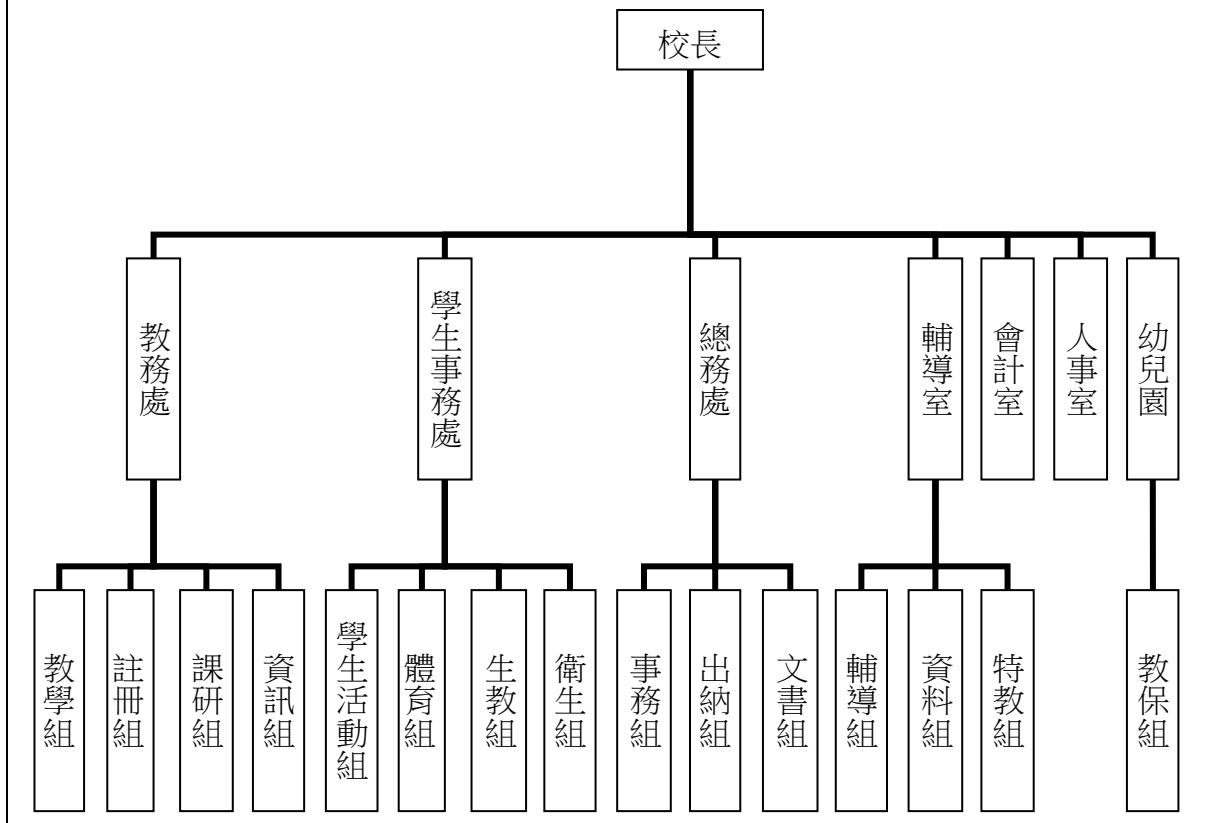 校長
教務處
學生事務處
總務處
輔導室
會計室
人事室
幼兒園
教學組
註冊組
課研組
資訊組
學生活動組
體育組
生教組
衛生組
事務組
出納組
文書組
輔導組
資料組
特教組
教保組